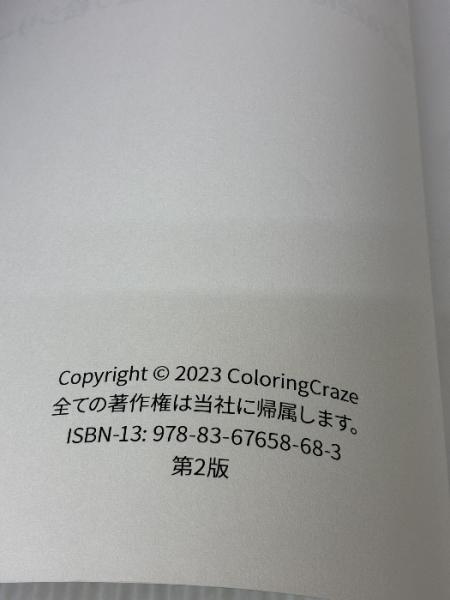 Copyright © 2023 ColoringCraze
全ての著作権は当社に帰属します。
ISBN-13: 978-83-67658-68-3
第2版